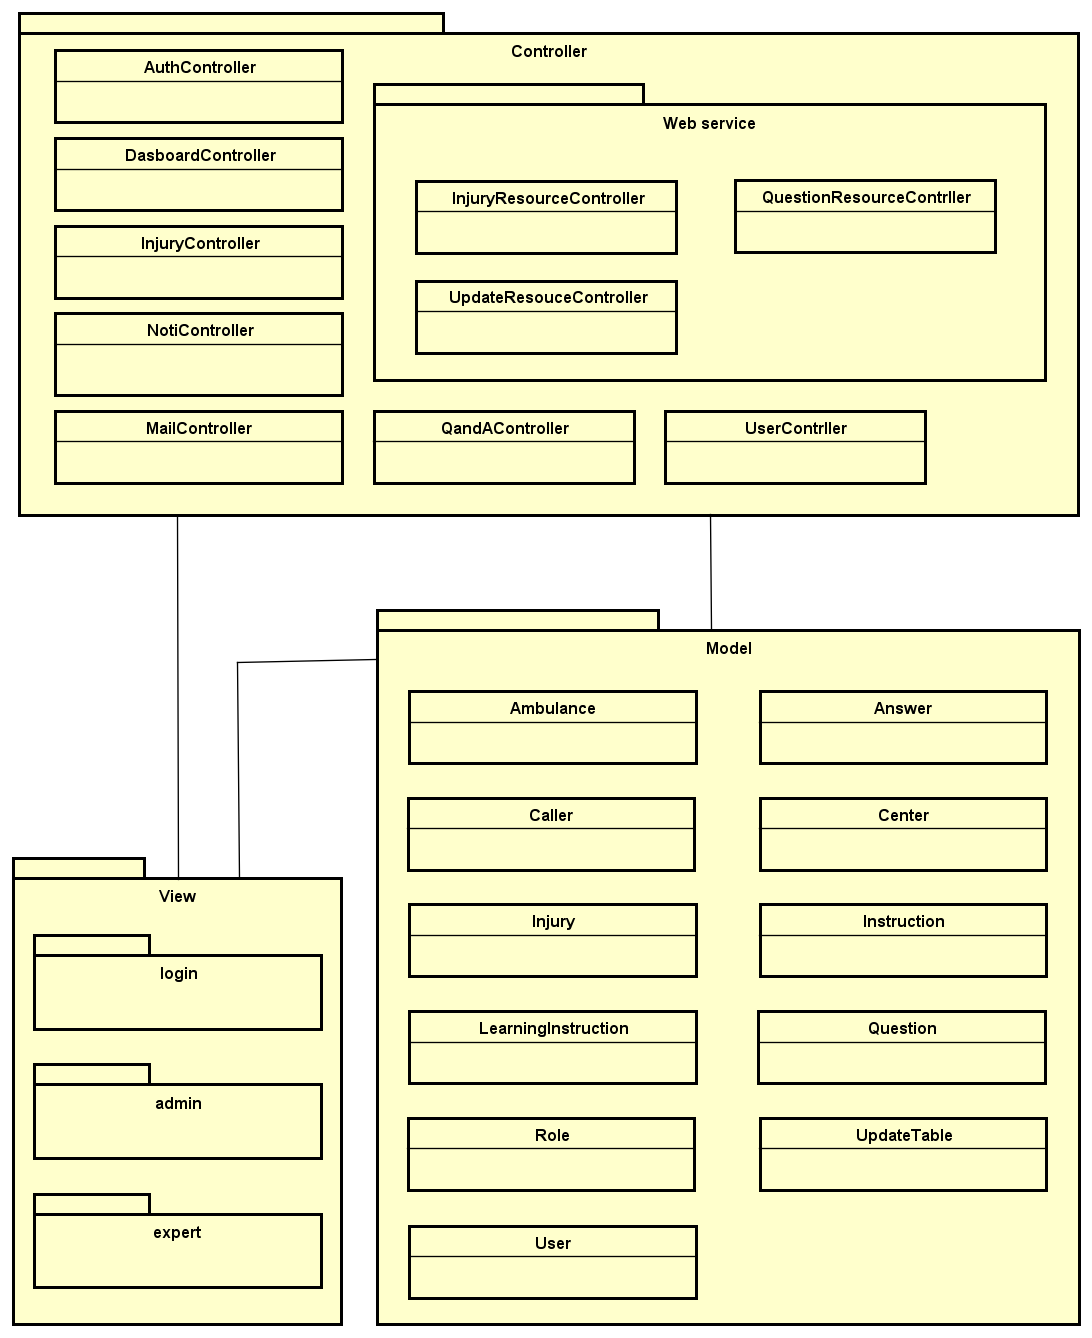 Controller
AuthController
DasboardController
InjuryController
NotiController
MailController
Web service
InjuryResourceController
QuestionResourceContrller
UpdateResouceController
QandAController
UserContrller
Model
Ambulance
Answer
Caller
Center
Injury
Instruction
LearningInstruction
Question
Role
UpdateTable
User
View
login
admin
expert